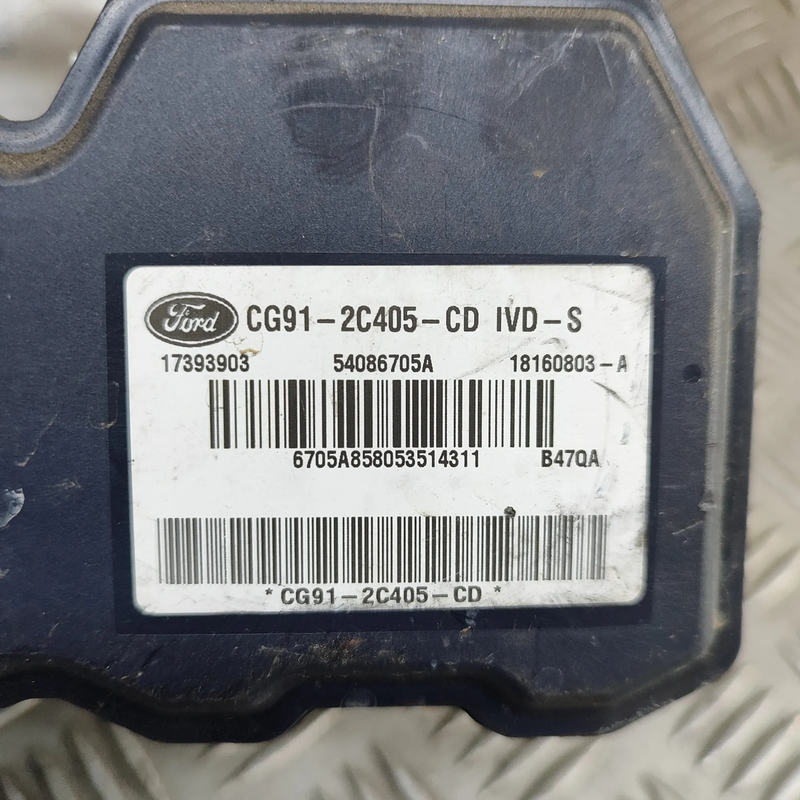 Ford CG91-2C405-CD IVD-S
17393903 54086705A 18160803-A
6705A858053514311 B47QA
*CG91-2C405-CD*